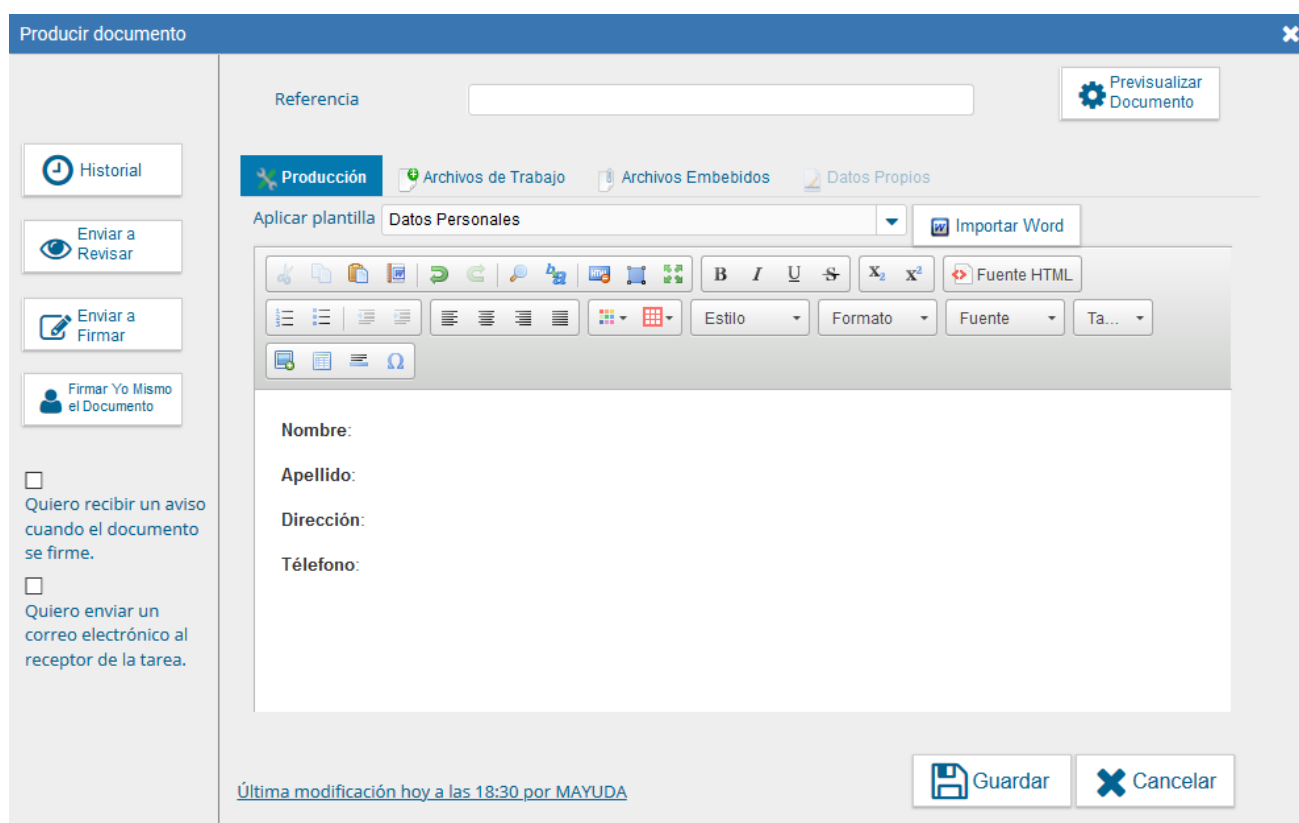 Producir documento
Referencia
Previsualizar
Documento
Historial
Producción
Archivos de Trabajo
Archivos Embebidos
Datos Propios
Aplicar plantilla
Datos Personales
Importar Word
Enviar a
Revisar
B I U S X₂ X² Fuente HTML
Enviar a
Firmar
Estilo
Formato
Fuente
Ta...
Ω
Firmar Yo Mismo
el Documento
Nombre:
Apellido:
Dirección:
Télefono:
Quiero recibir un aviso
cuando el documento
se firme.
Quiero enviar un
correo electrónico al
receptor de la tarea.
Última modificación hoy a las 18:30 por MAYUDA
Guardar
Cancelar